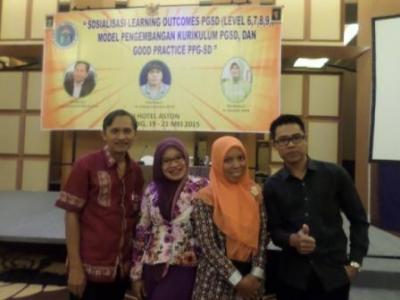 " SOSIALISASI LEARNING OUTCOMES PGSD (LEVEL 6,7,8,9)
MODEL PENGEMBANGAN KURIKULUM PGSD, DAN
GOOD PRACTICE PPG-SD "
HOTEL ASTON
19 - 21 MEI 2015